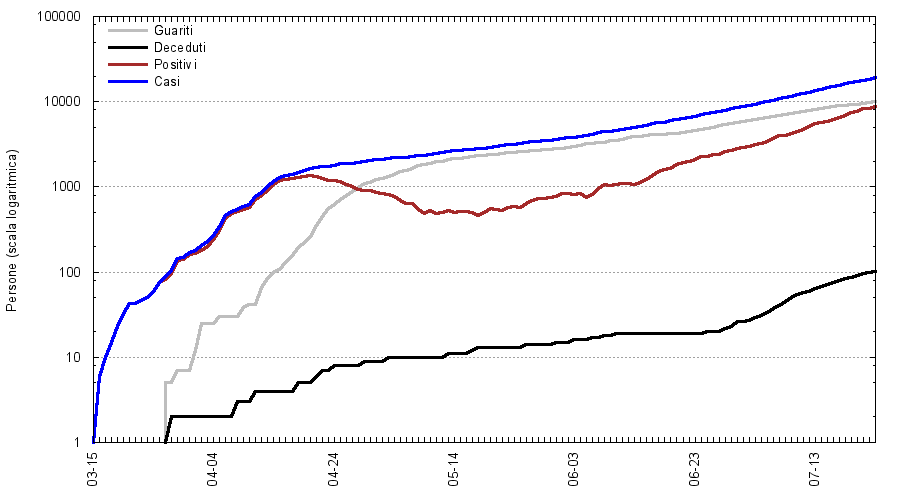 100000
10000
1000
100
10
1
Persone (scala logaritmica)
Guariti
Deceduti
Positivi
Casi
03-15
04-04
04-24
05-14
06-03
06-23
07-13